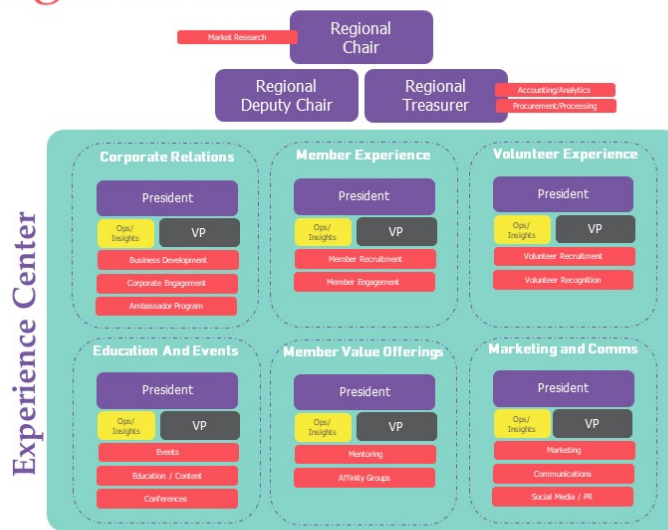 Market Research
Regional
Chair
Regional
Deputy Chair
Regional
Treasurer
Accounting/Analytics
Procurement/Processing
Experience Center
Corporate Relations
President
Ops/
Insights
VP
Business Development
Corporate Engagement
Ambassador Program
Member Experience
President
Ops/
Insights
VP
Member Recruitment
Member Engagement
Volunteer Experience
President
Ops/
Insights
VP
Volunteer Recruitment
Volunteer Recognition
Education And Events
President
Ops/
Insights
VP
Events
Education / Content
Conferences
Member Value Offerings
President
Ops/
Insights
VP
Mentoring
Affinity Groups
Marketing and Comms
President
Ops/
Insights
VP
Marketing
Communications
Social Media / PR